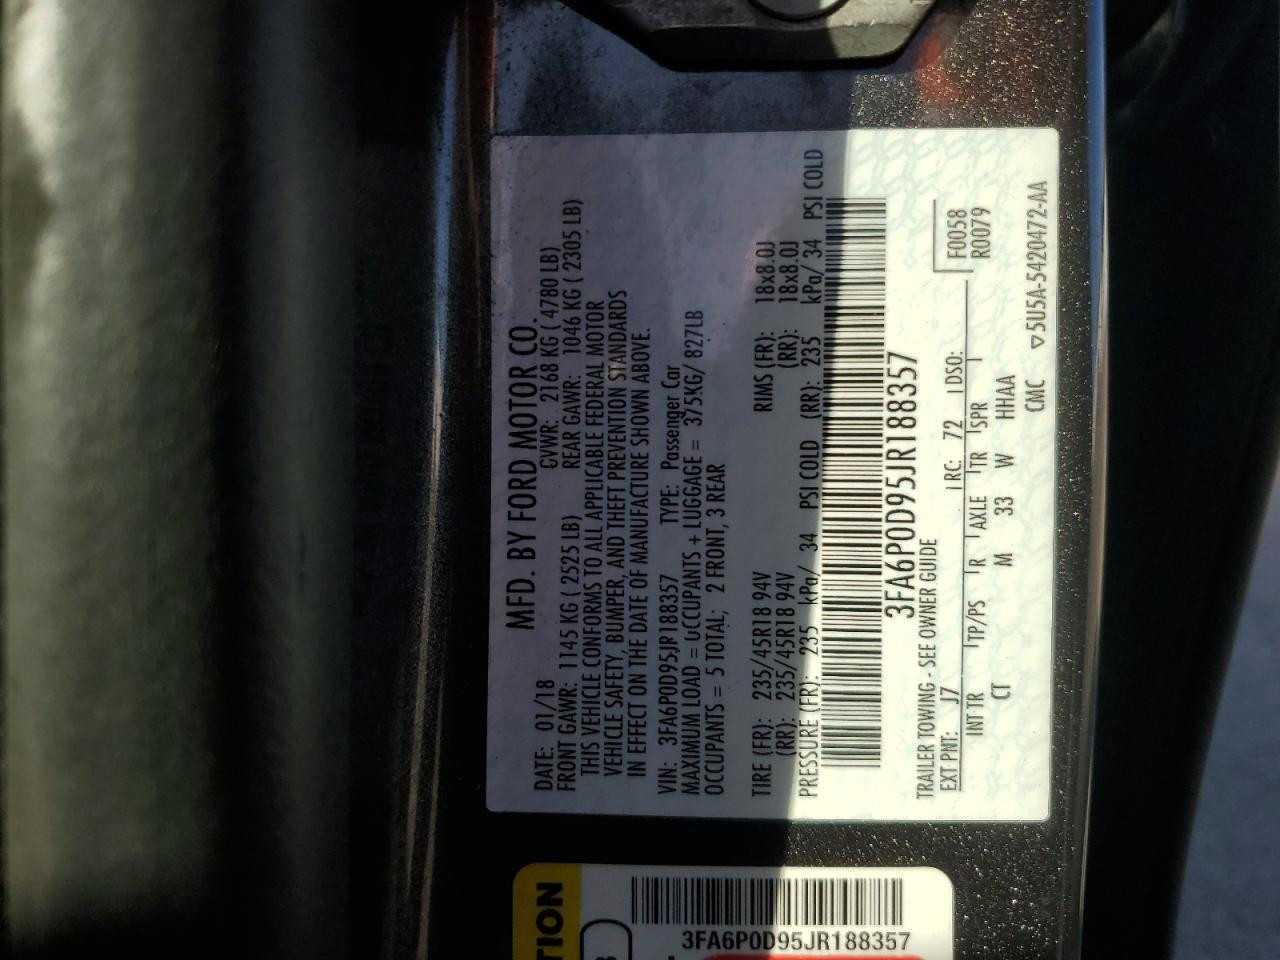 MFD. BY FORD MOTOR CO.
DATE: 01/18 GVWR: 2168 KG ( 4780 LB)
FRONT GAWR: 1145 KG ( 2525 LB) REAR GAWR: 1046 KG ( 2305 LB)
THIS VEHICLE CONFORMS TO ALL APPLICABLE FEDERAL MOTOR
VEHICLE SAFETY, BUMPER, AND THEFT PREVENTION STANDARDS
IN EFFECT ON THE DATE OF MANUFACTURE SHOWN ABOVE.
VIN: 3FA6P0D95JR188357 TYPE: Passenger Car
MAXIMUM LOAD = OCCUPANTS + LUGGAGE = 375KG/ 827LB
OCCUPANTS = 5 TOTAL; 2 FRONT, 3 REAR
TIRE (FR): 235/45R18 94V RIMS (FR): 18x8.0J
(RR): 235/45R18 94V (RR): 18x8.0J
PRESSURE (FR): 235 kPa/ 34 PSI COLD (RR): 235 kPa/ 34 PSI COLD
3FA6P0D95JR188357
TRAILER TOWING - SEE OWNER GUIDE
EXT PNT: J7 RC: 72 DSO: F0058
R0079
INT TR TP/PS R AXLE TR SPR
CT M 33 W HHAA
CMC ▽5U5A-5420472-AA
TION
3FA6P0D95JR188357